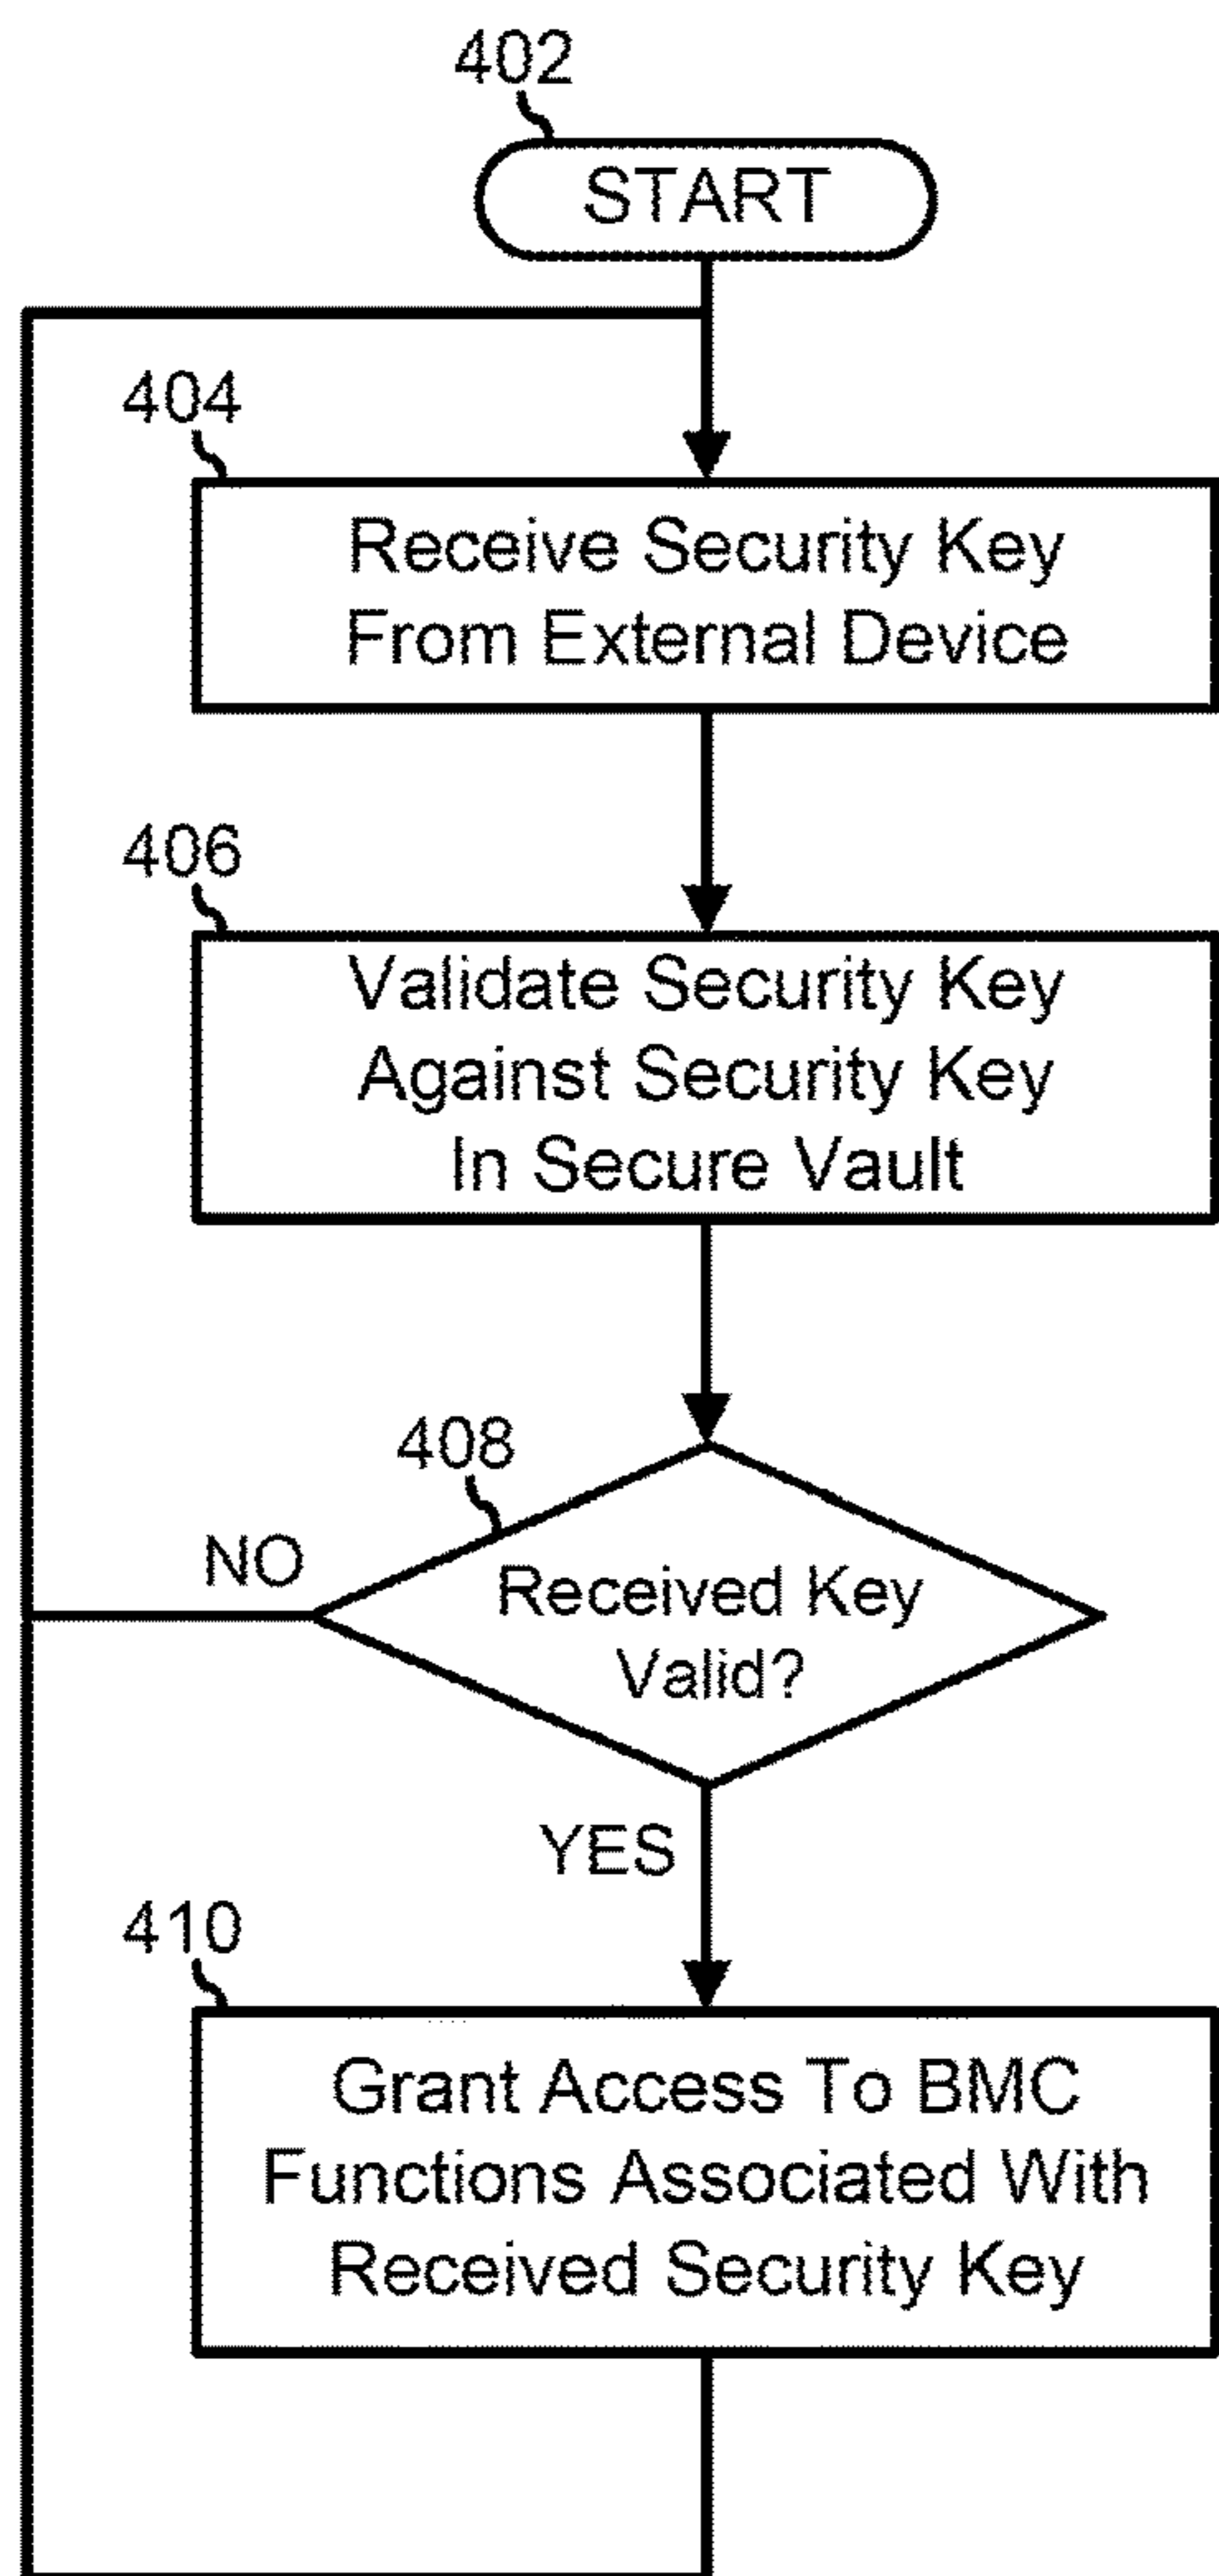 402
START
404
Receive Security Key
From External Device
406
Validate Security Key
Against Security Key
In Secure Vault
408
NO
Received Key
Valid?
YES
410
Grant Access To BMC
Functions Associated With
Received Security Key